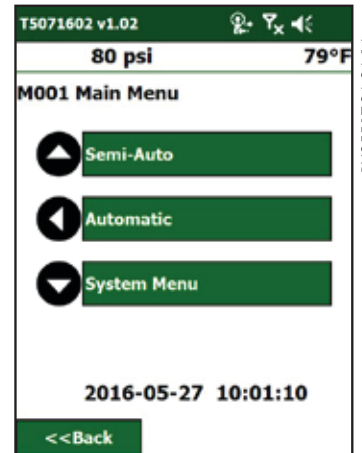 T5071602 v1.02
80 psi 79°F
M001 Main Menu
Semi-Auto
Automatic
System Menu
2016-05-27 10:01:10
<<Back